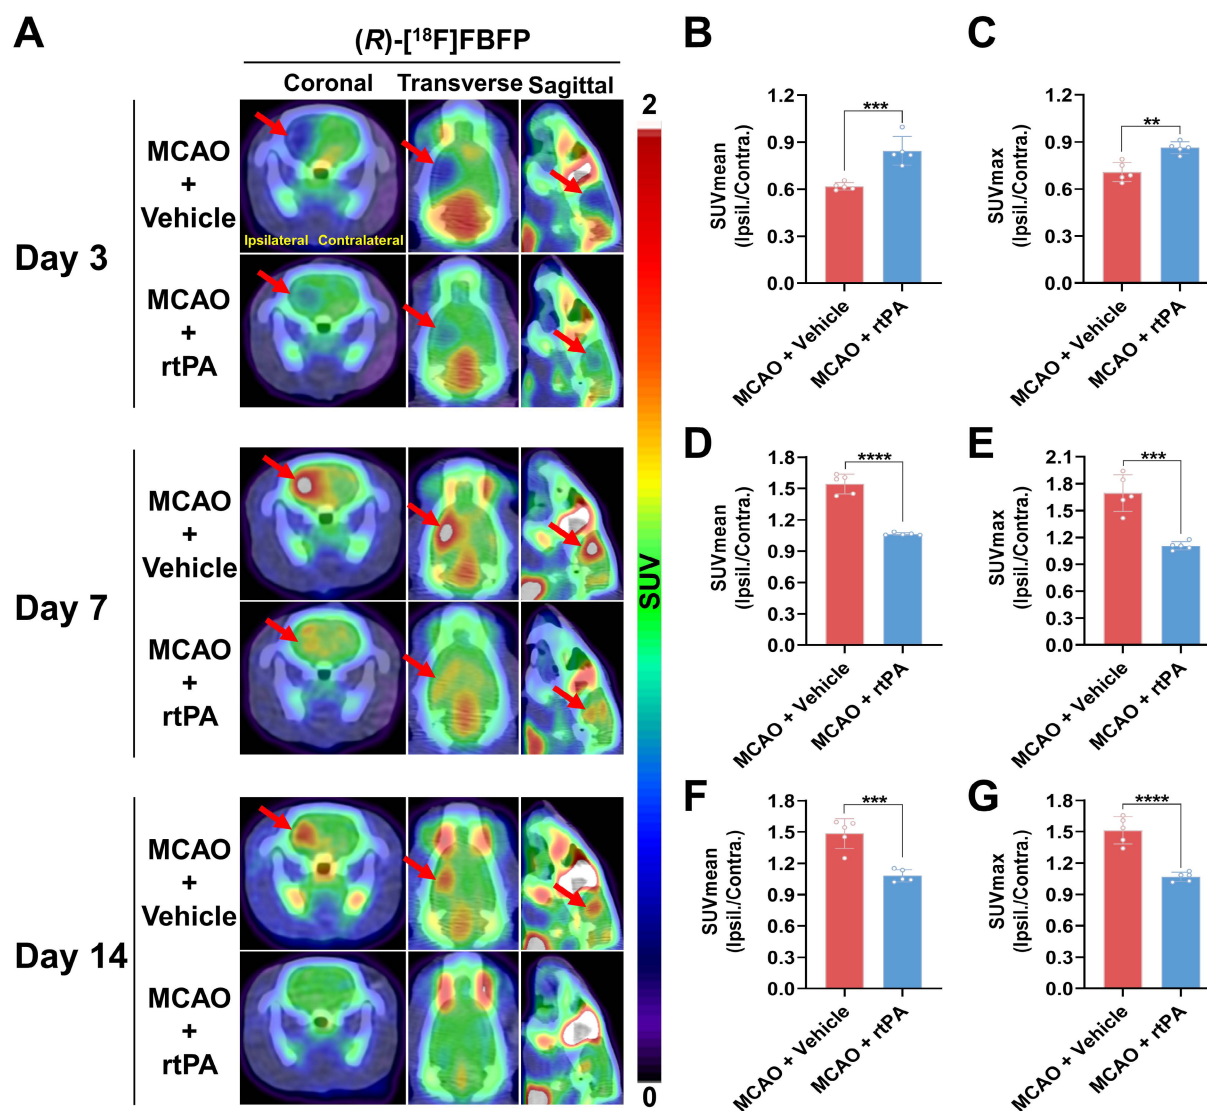 A
(R)-[¹⁸F]FBFP
Coronal Transverse Sagittal
Day 3
MCAO
+
Vehicle
Ipsilateral Contralateral
MCAO
+
rtPA
Day 7
MCAO
+
Vehicle
MCAO
+
rtPA
Day 14
MCAO
+
Vehicle
MCAO
+
rtPA
2
SUV
0
B
SUVmean
(Ipsil./Contra.)
1.2
0.9
0.6
0.3
0.0
***
MCAO + Vehicle
MCAO + rtPA
C
SUVmax
(Ipsil./Contra.)
1.2
0.9
0.6
0.3
0.0
**
MCAO + Vehicle
MCAO + rtPA
D
SUVmean
(Ipsil./Contra.)
1.8
1.5
1.2
0.9
0.6
0.3
0.0
****
MCAO + Vehicle
MCAO + rtPA
E
SUVmax
(Ipsil./Contra.)
2.1
1.8
1.5
1.2
0.9
0.6
0.3
0.0
***
MCAO + Vehicle
MCAO + rtPA
F
SUVmean
(Ipsil./Contra.)
1.8
1.5
1.2
0.9
0.6
0.3
0.0
***
MCAO + Vehicle
MCAO + rtPA
G
SUVmax
(Ipsil./Contra.)
1.8
1.5
1.2
0.9
0.6
0.3
0.0
****
MCAO + Vehicle
MCAO + rtPA